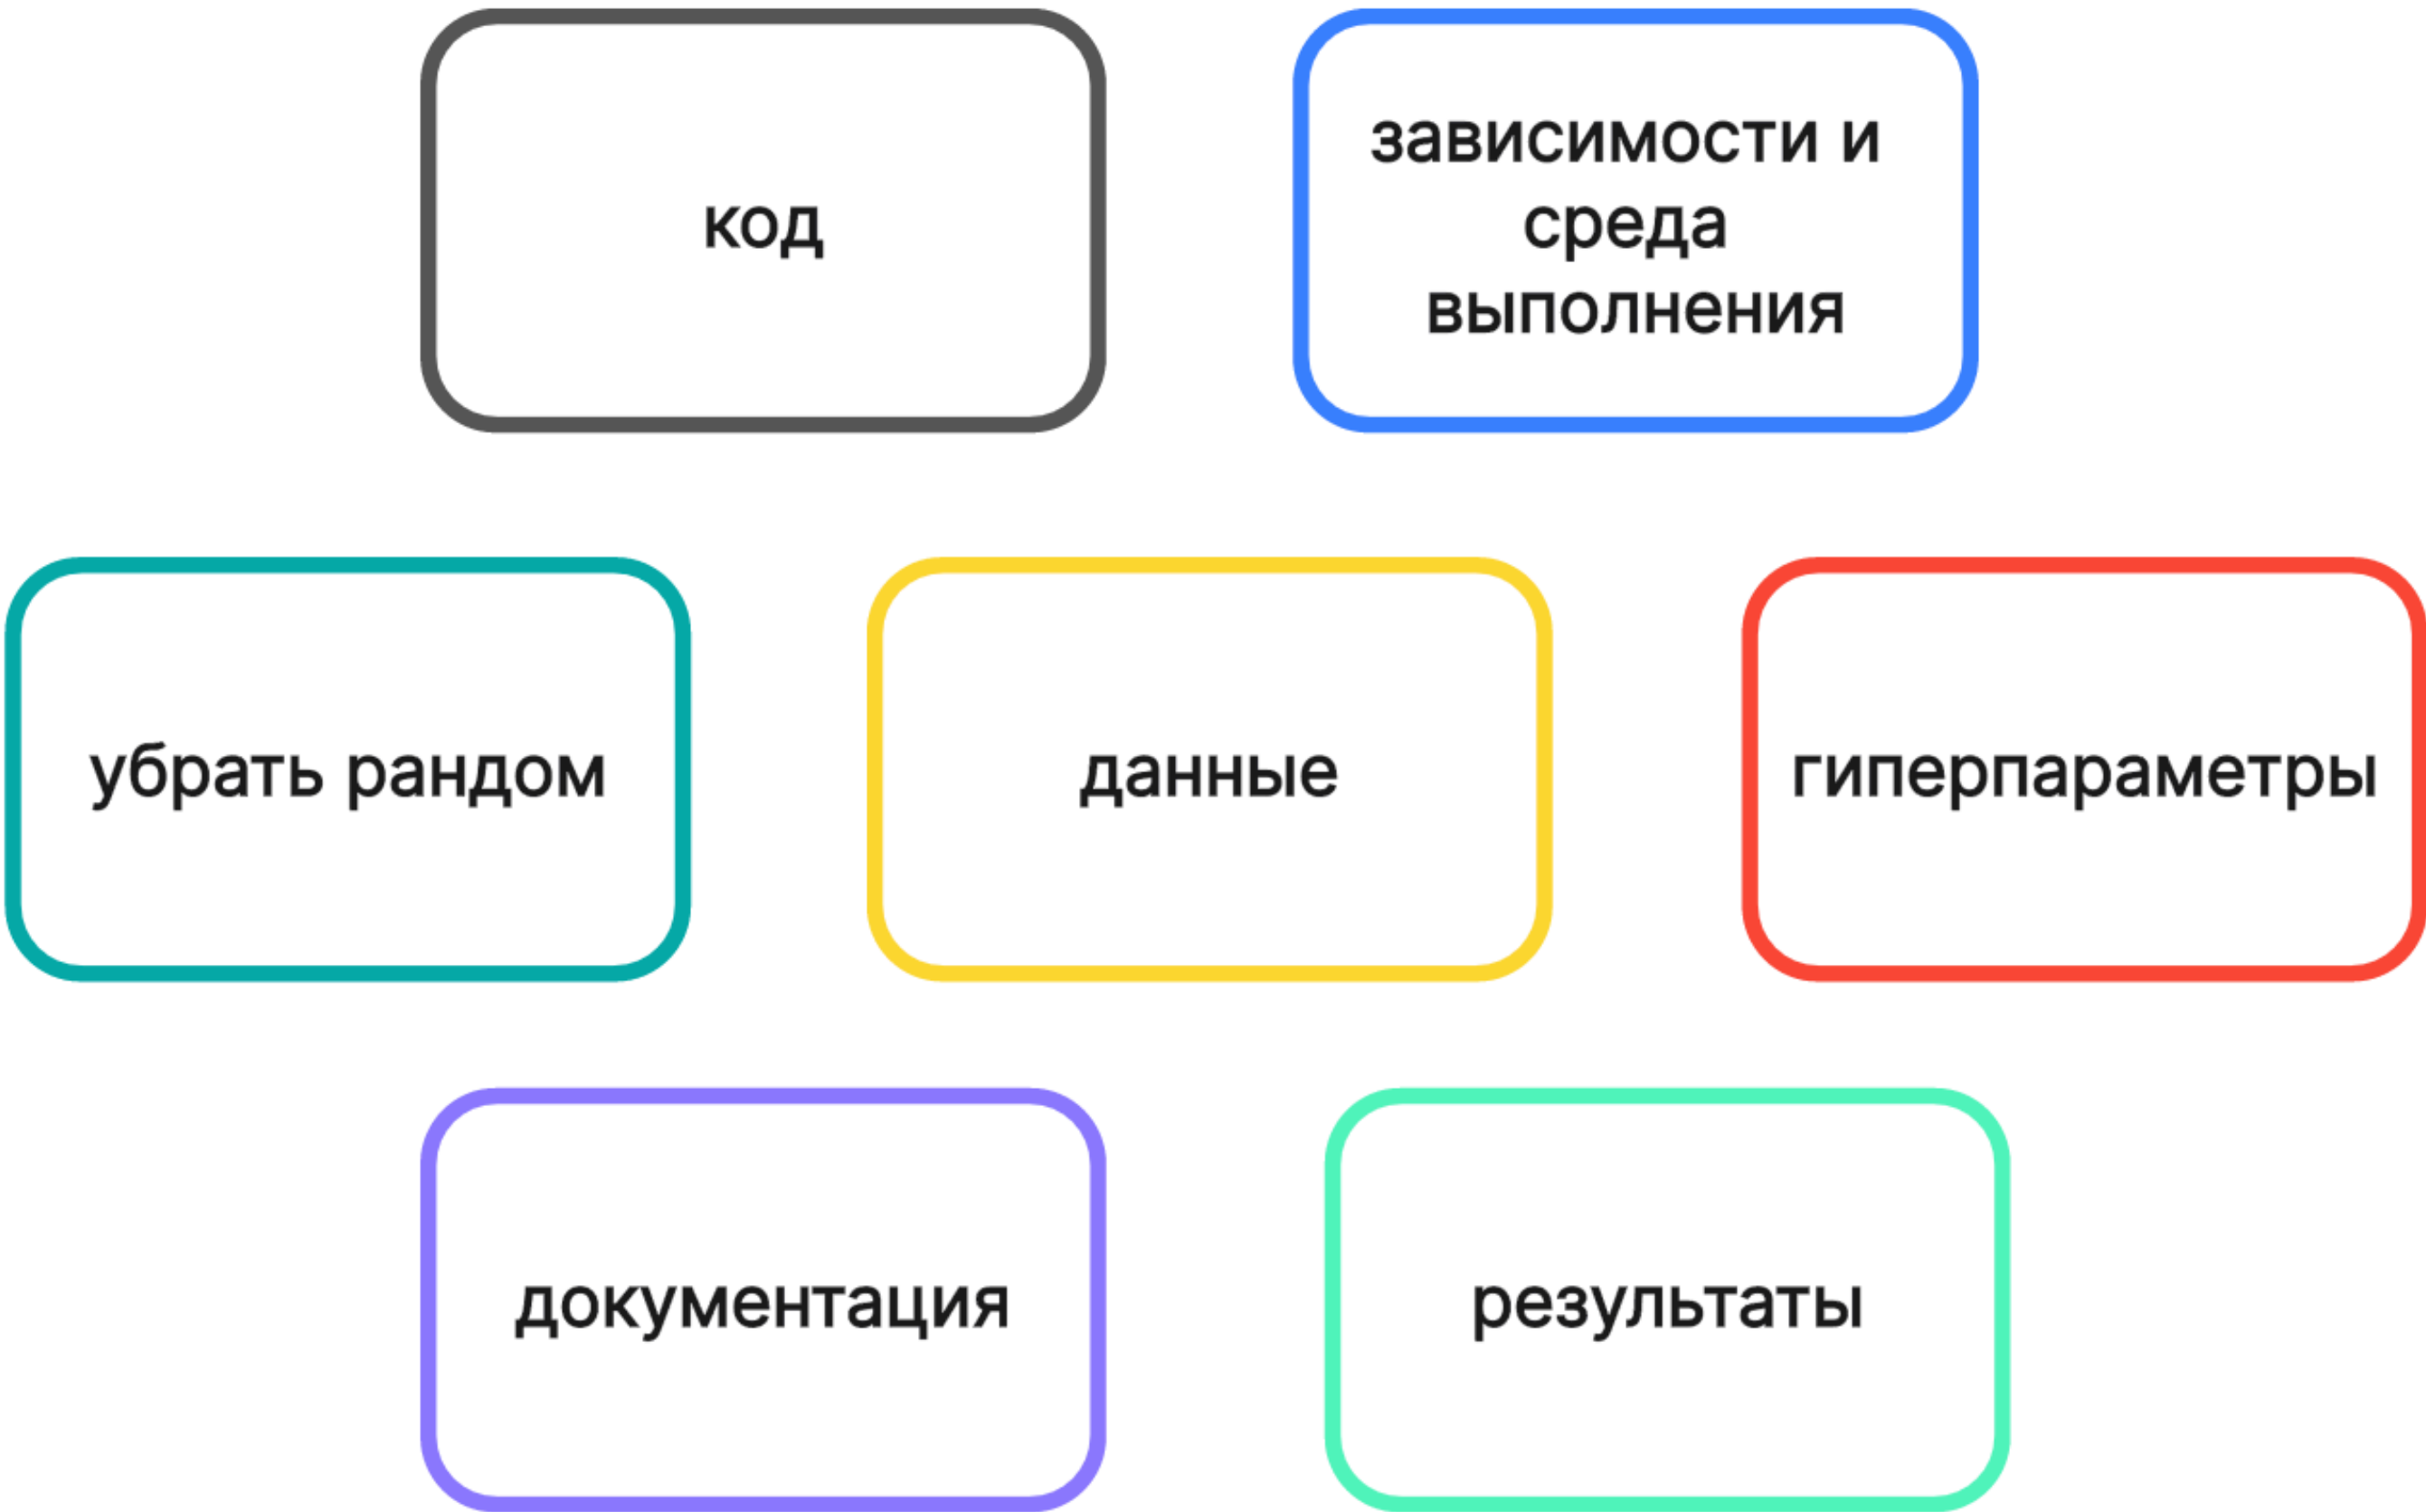 код
зависимости и
среда
выполнения
убрать рандом
данные
гиперпараметры
документация
результаты